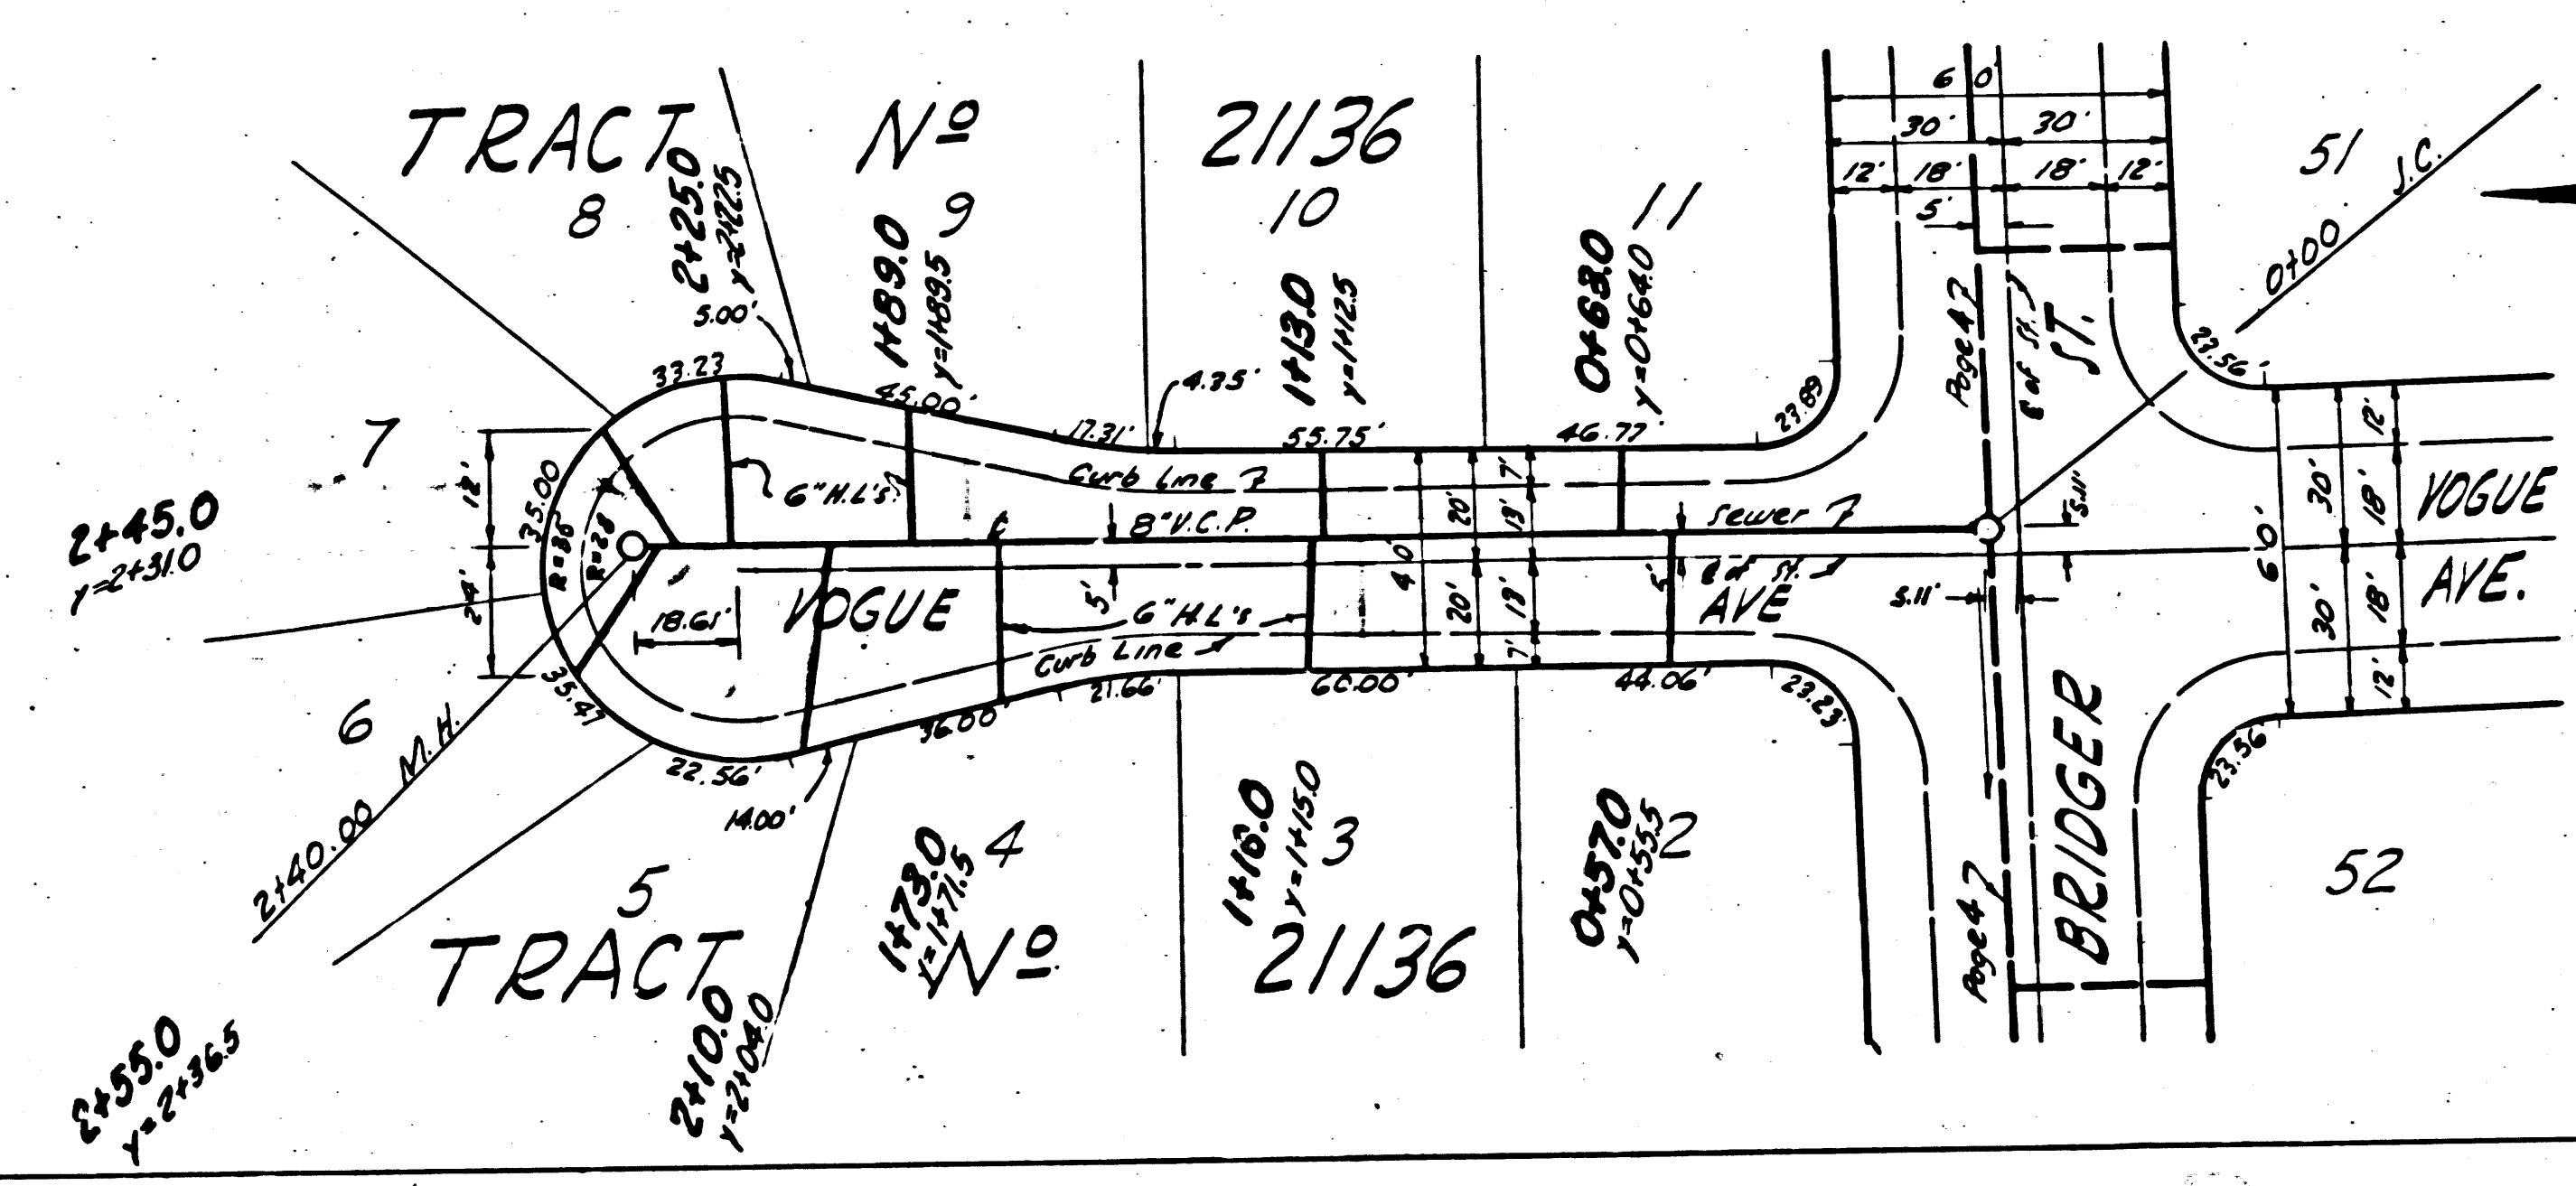 TRACT Nº 21136
8
9
10
11
51
J.C.
0+00
2+25.0
y=2+22.5
1+89.0
y=1+89.5
1+13.0
y=1+12.5
0+63.0
y=0+64.0
6 0'
30' 30'
12' 18' 18' 12'
5'
Page 4
℄ of St.
ST.
23.56'
5.00'
33.23
45.00'
17.31'
4.35'
55.75'
46.77'
23.89
7
12'
24'
35.00
R=36'
R=28
2+45.0
y=2+31.0
6" H.L's
Curb Line
8" V.C.P.
Sewer
20' 13' 7'
40'
20' 13' 7'
5'
5'
℄ of St.
5.11'
5.11'
60'
30' 18' 12'
30' 18' 12'
VOGUE
AVE.
18.65'
VOGUE
6" H.L's
Curb Line
AVE
6
35.47
22.56'
14.00'
36.00'
21.66'
60.00'
44.06'
23.23
23.56
M.H.
2+40.00
5
4
3
2
52
1+73.0
y=1+71.5
1+16.0
y=1+15.0
0+57.0
y=0+55.5
Page 4
BRIDGER
TRACT Nº 21136
2+10.0
y=2+04.0
2+55.0
y=2+36.5